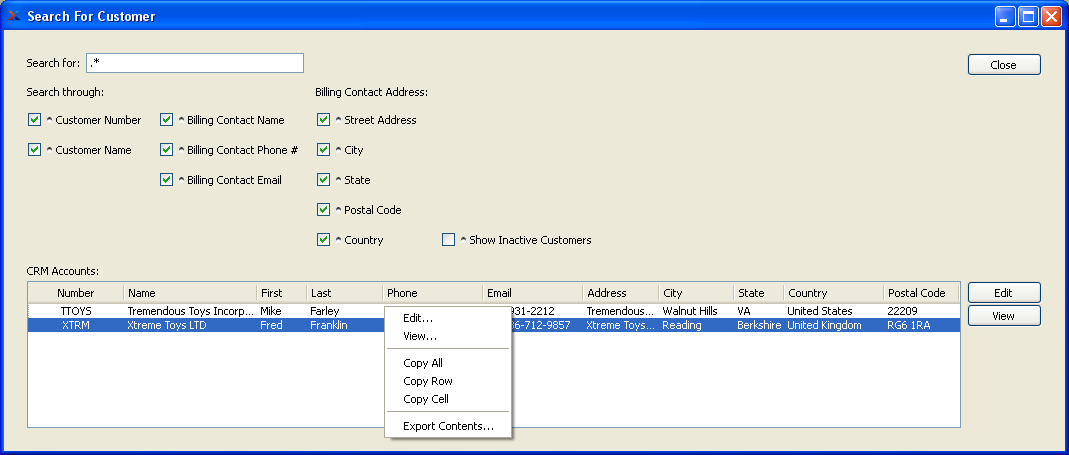 Search For Customer
Search for: .*
Close
Search through:
Billing Contact Address:
^ Customer Number ^ Billing Contact Name ^ Street Address
^ Customer Name ^ Billing Contact Phone # ^ City
^ Billing Contact Email ^ State
^ Postal Code
^ Country ^ Show Inactive Customers
CRM Accounts:
Number Name First Last Phone Email Address City State Country Postal Code
TTOYS Tremendous Toys Incorp... Mike Farley 931-2212 Tremendous... Walnut Hills VA United States 22209
XTRM Xtreme Toys LTD Fred Franklin 36-712-9857 Xtreme Toys... Reading Berkshire United Kingdom RG6 1RA
Edit
View
Edit...
View...
Copy All
Copy Row
Copy Cell
Export Contents...